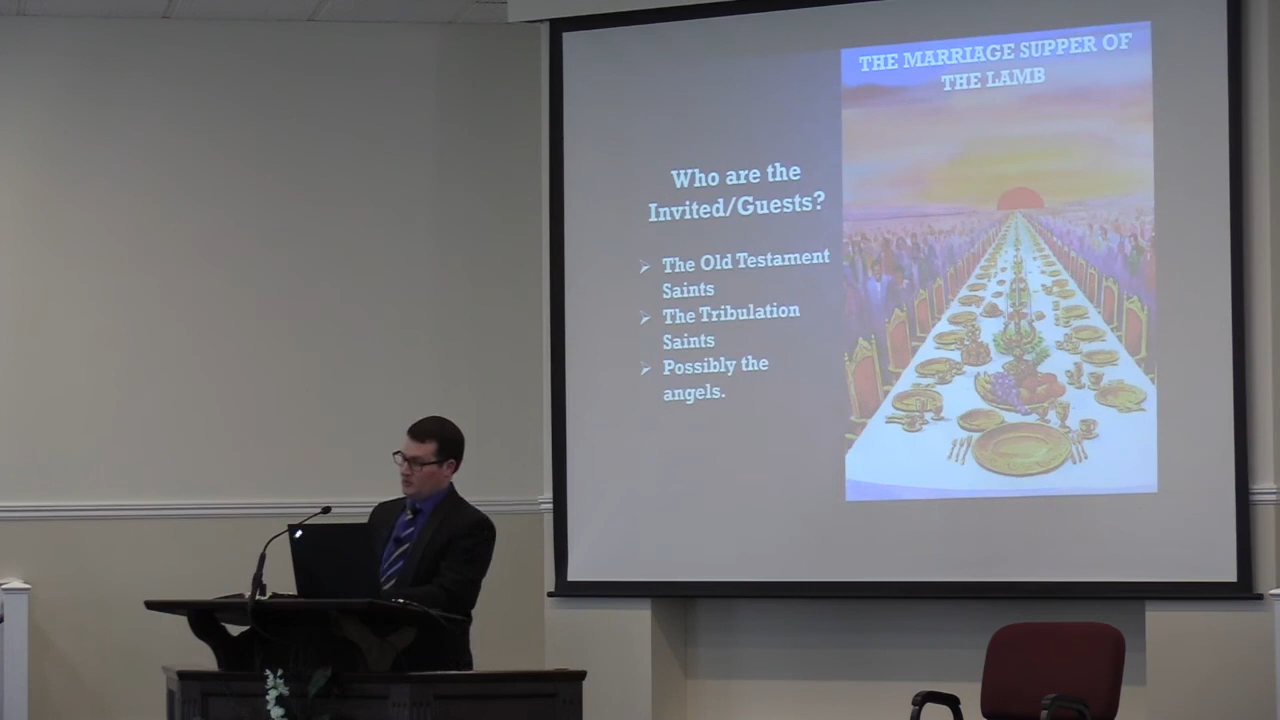 THE MARRIAGE SUPPER OF
THE LAMB
Who are the
Invited/Guests?
The Old Testament
Saints
The Tribulation
Saints
Possibly the
angels.